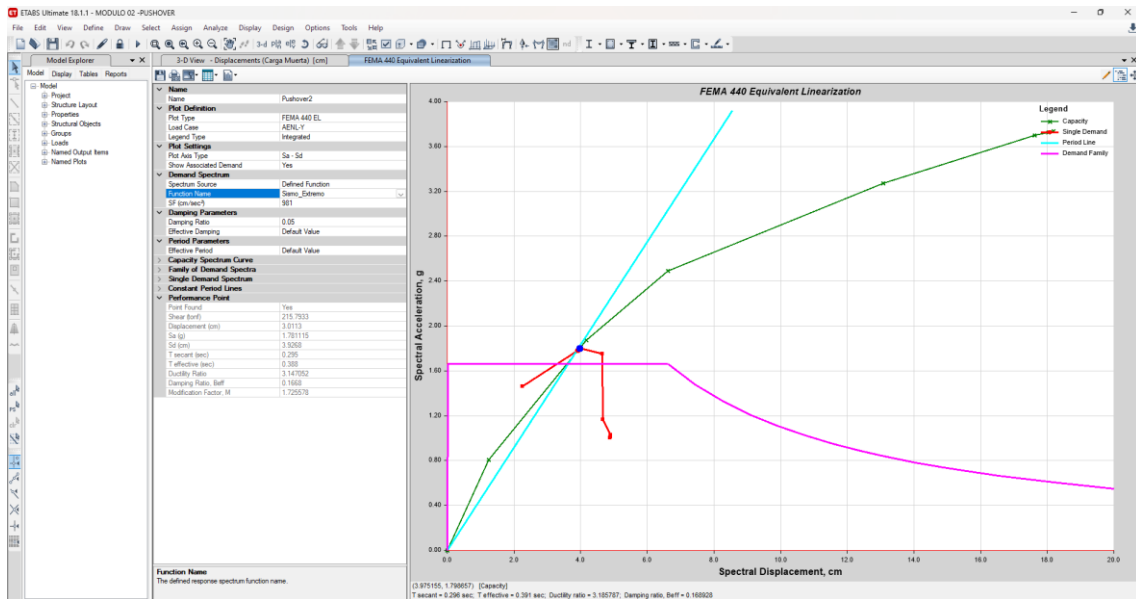 ETABS Ultimate 18.1.1 - MODULO 02 -PUSHOVER
File Edit View Define Draw Select Assign Analyze Display Design Options Tools Help
Model Explorer
3-D View - Displacements (Carga Muerta) [cm]
FEMA 440 Equivalent Linearization
Model Display Tables Reports
Model
Project
Structure Layout
Properties
Structural Objects
Groups
Loads
Named Output Items
Named Plots
Name
Name Pushover2
Plot Definition
Plot Type FEMA 440 EL
Load Case AENL-Y
Legend Type Integrated
Plot Settings
Plot Axis Type Sa - Sd
Show Associated Demand Yes
Demand Spectrum
Spectrum Source Defined Function
Function Name Sismo_Extremo
SF (cm/sec²) 981
Damping Parameters
Damping Ratio 0.05
Effective Damping Default Value
Period Parameters
Effective Period Default Value
Capacity Spectrum Curve
Family of Demand Spectra
Single Demand Spectrum
Constant Period Lines
Performance Point
Point Found Yes
Shear (tonf) 215.7933
Displacement (cm) 3.0113
Sa (g) 1.781115
Sd (cm) 3.9268
T secant (sec) 0.295
T effective (sec) 0.388
Ductility Ratio 3.147052
Damping Ratio, Beff 0.1668
Modification Factor, M 1.725578
Function Name
The defined response spectrum function name.
FEMA 440 Equivalent Linearization
Legend
Capacity
Single Demand
Period Line
Demand Family
Spectral Acceleration, g
4.00
3.60
3.20
2.80
2.40
2.00
1.60
1.20
0.80
0.40
0.00
0.0 2.0 4.0 6.0 8.0 10.0 12.0 14.0 16.0 18.0 20.0
Spectral Displacement, cm
(3.975155, 1.798657) [Capacity]
T secant = 0.296 sec; T effective = 0.391 sec; Ductility ratio = 3.185787; Damping ratio, Beff = 0.168928